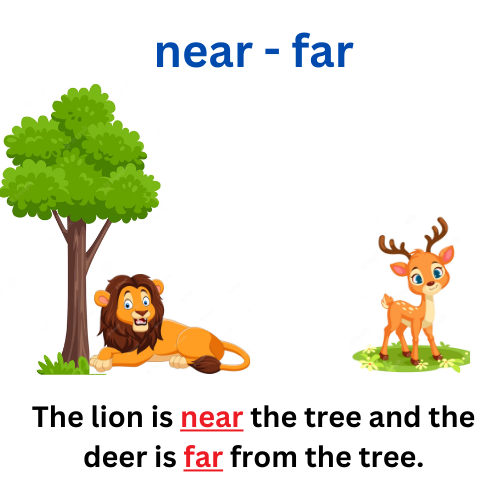 near - far
The lion is near the tree and the
deer is far from the tree.